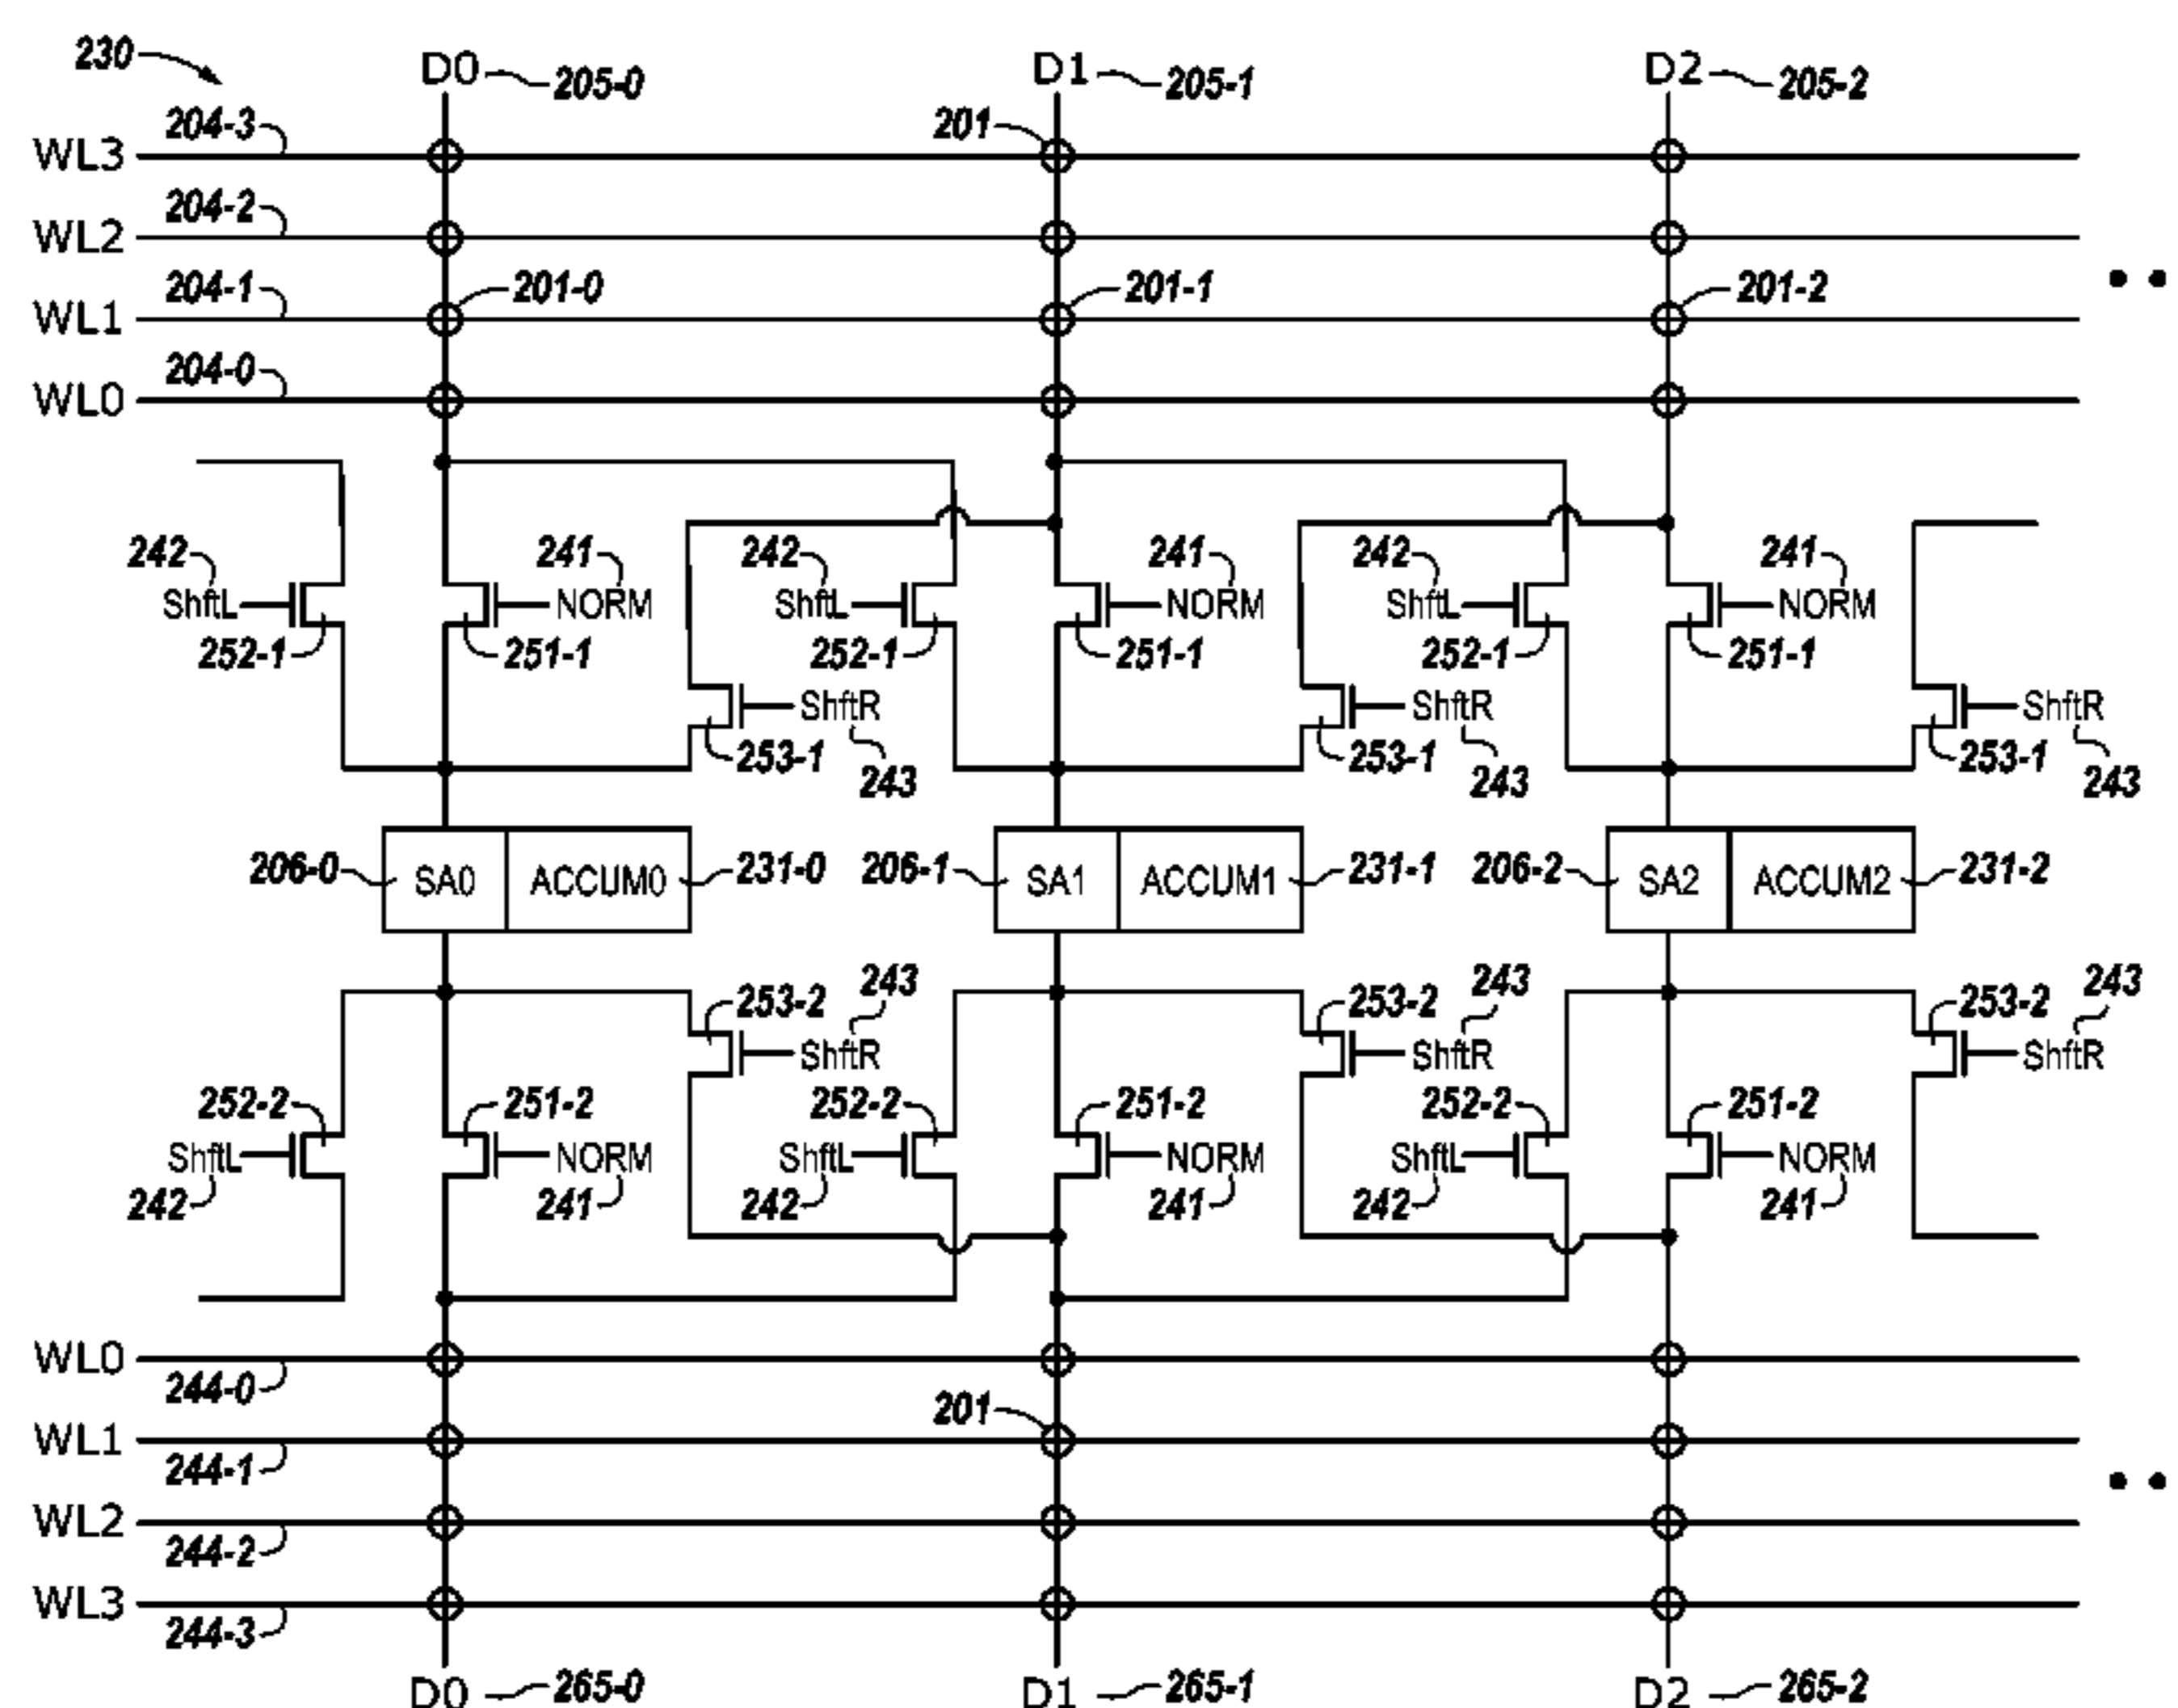 230
D0 205-0 D1 205-1 D2 205-2
204-3 201
WL3
204-2
WL2
204-1 201-0 201-1 201-2
WL1
204-0
WL0
242 241 242 241 242 241
ShftL NORM ShftL NORM ShftL NORM
252-1 251-1 252-1 251-1 252-1 251-1
ShftR ShftR ShftR
253-1 253-1 253-1
243 243 243
206-0 SA0 ACCUM0 231-0 206-1 SA1 ACCUM1 231-1 206-2 SA2 ACCUM2 231-2
243 243 243
253-2 253-2 253-2
ShftR ShftR ShftR
252-2 251-2 252-2 251-2 252-2 251-2
ShftL NORM ShftL NORM ShftL NORM
242 241 242 241 242 241
WL0
244-0
201
WL1
244-1
WL2
244-2
WL3
244-3
D0 265-0 D1 265-1 D2 265-2